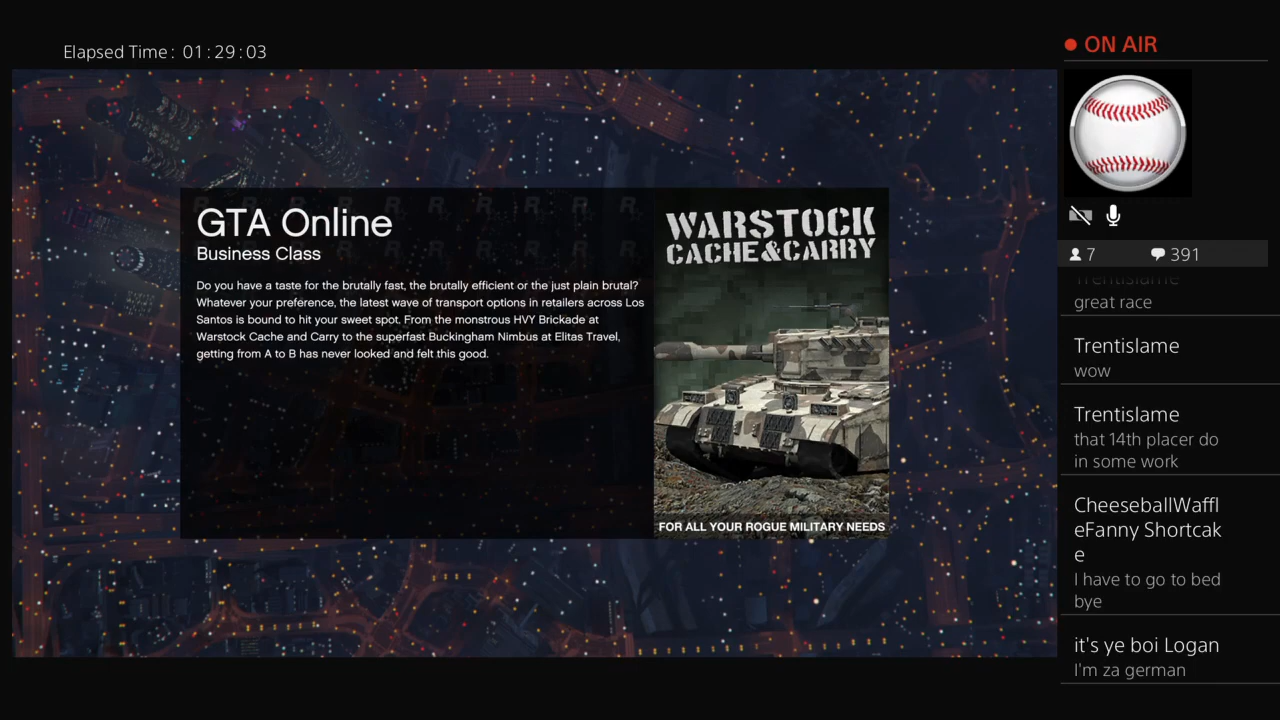 Elapsed Time: 01:29:03
ON AIR
GTA Online
Business Class
Do you have a taste for the brutally fast, the brutally efficient or the just plain brutal?
Whatever your preference, the latest wave of transport options in retailers across Los
Santos is bound to hit your sweet spot. From the monstrous HVY Brickade at
Warstock Cache and Carry to the superfast Buckingham Nimbus at Elitas Travel,
getting from A to B has never looked and felt this good.
WARSTOCK
CACHE&CARRY
FOR ALL YOUR ROGUE MILITARY NEEDS
7
391
Trentislame
great race
Trentislame
wow
Trentislame
that 14th placer do
in some work
CheeseballWaffl
eFanny Shortcak
e
I have to go to bed
bye
it's ye boi Logan
I'm za german